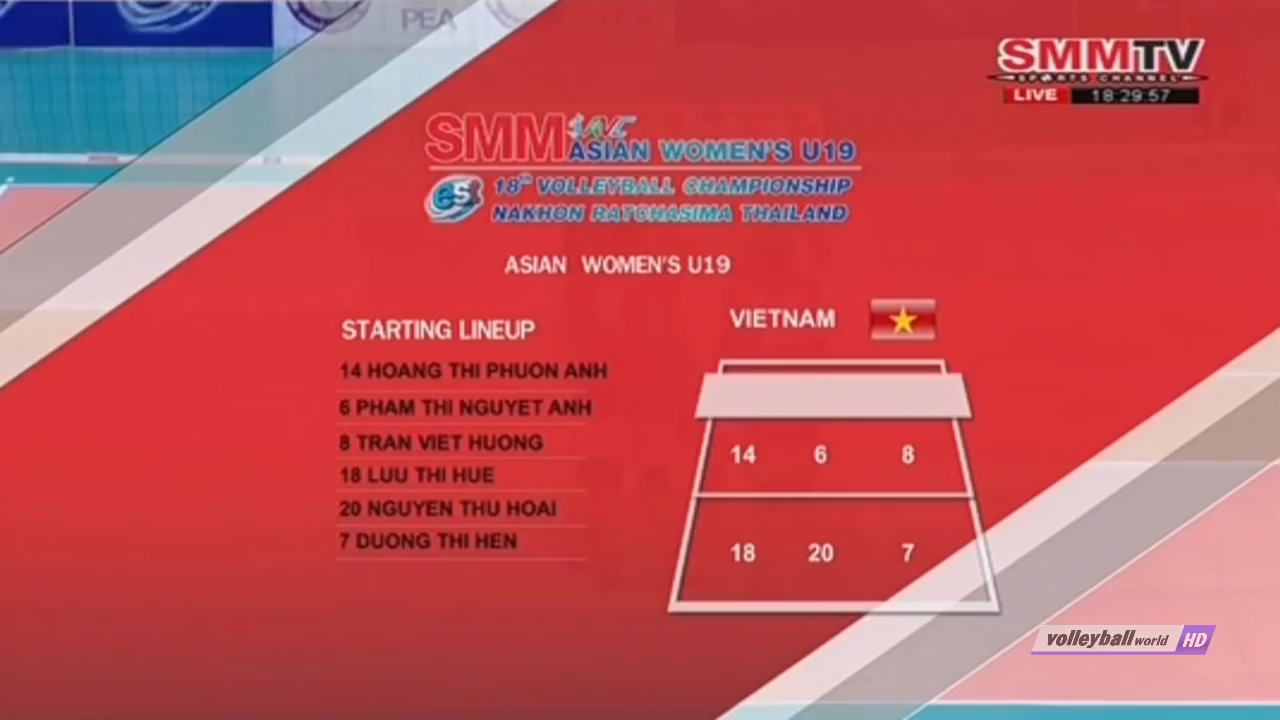 PEA
PEA
SMMTV
SPORTS CHANNEL
LIVE 18:29:57
SMM ASIAN WOMEN'S U19
est 18th VOLLEYBALL CHAMPIONSHIP
NAKHON RATCHASIMA THAILAND
ASIAN WOMEN'S U19
STARTING LINEUP
14 HOANG THI PHUON ANH
6 PHAM THI NGUYET ANH
8 TRAN VIET HUONG
18 LUU THI HUE
20 NGUYEN THU HOAI
7 DUONG THI HEN
VIETNAM
14 6 8
18 20 7
volleyball world HD